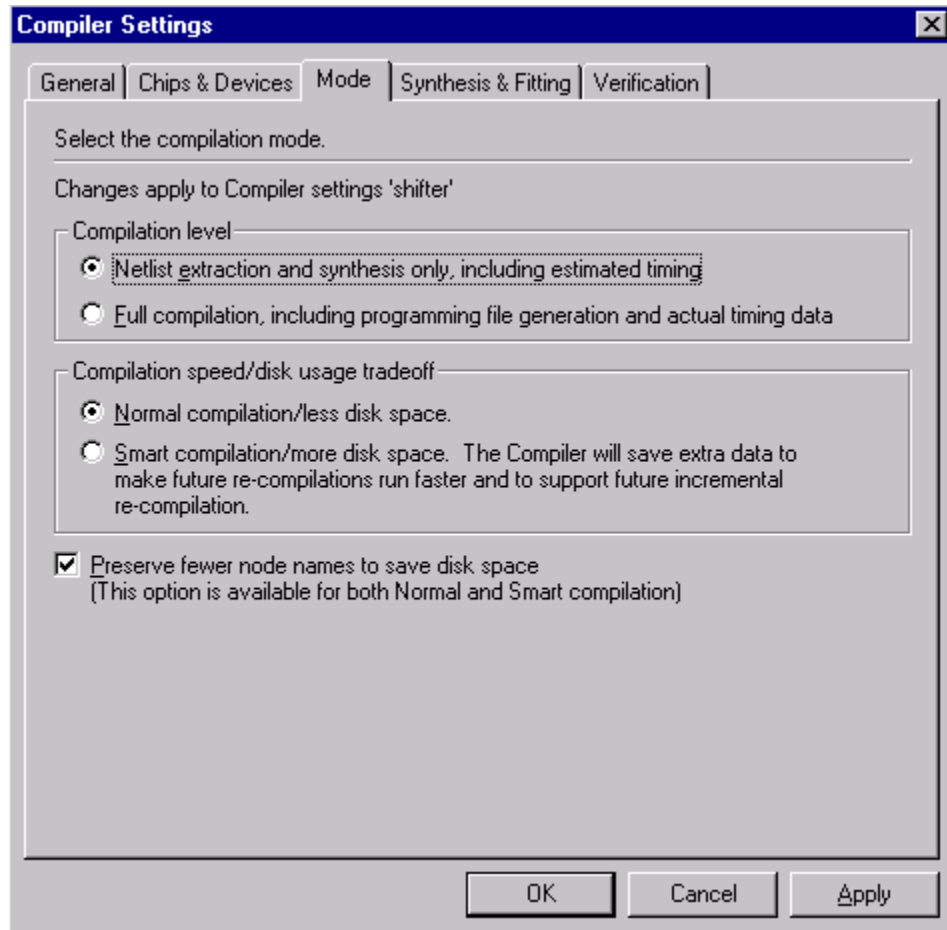 Compiler Settings
General Chips & Devices Mode Synthesis & Fitting Verification
Select the compilation mode.
Changes apply to Compiler settings 'shifter'
Compilation level
Netlist extraction and synthesis only, including estimated timing
Full compilation, including programming file generation and actual timing data
Compilation speed/disk usage tradeoff
Normal compilation/less disk space.
Smart compilation/more disk space.  The Compiler will save extra data to
make future re-compilations run faster and to support future incremental
re-compilation.
Preserve fewer node names to save disk space
(This option is available for both Normal and Smart compilation)
OK Cancel Apply